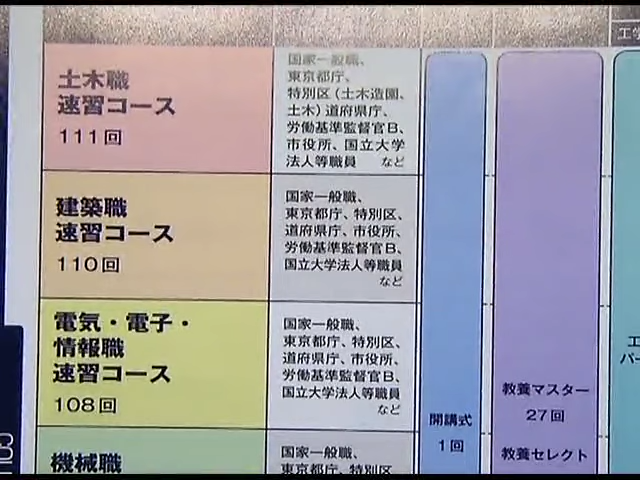 土木職
速習コース
111回
国家一般職、
東京都庁、
特別区(土木造園、
土木)道府県庁、
労働基準監督官B、
市役所、国立大学
法人等職員 など
建築職
速習コース
110回
国家一般職、
東京都庁、特別区、
道府県庁、市役所、
労働基準監督官B、
国立大学法人等職員
など
電気・電子・
情報職
速習コース
108回
国家一般職、
東京都庁、特別区、
道府県庁、市役所、
労働基準監督官B、
国立大学法人等職員
など
機械職
国家一般職、
東京都庁、特別区
開講式
1回
教養マスター
27回
教養セレクト
工学
エ
パー